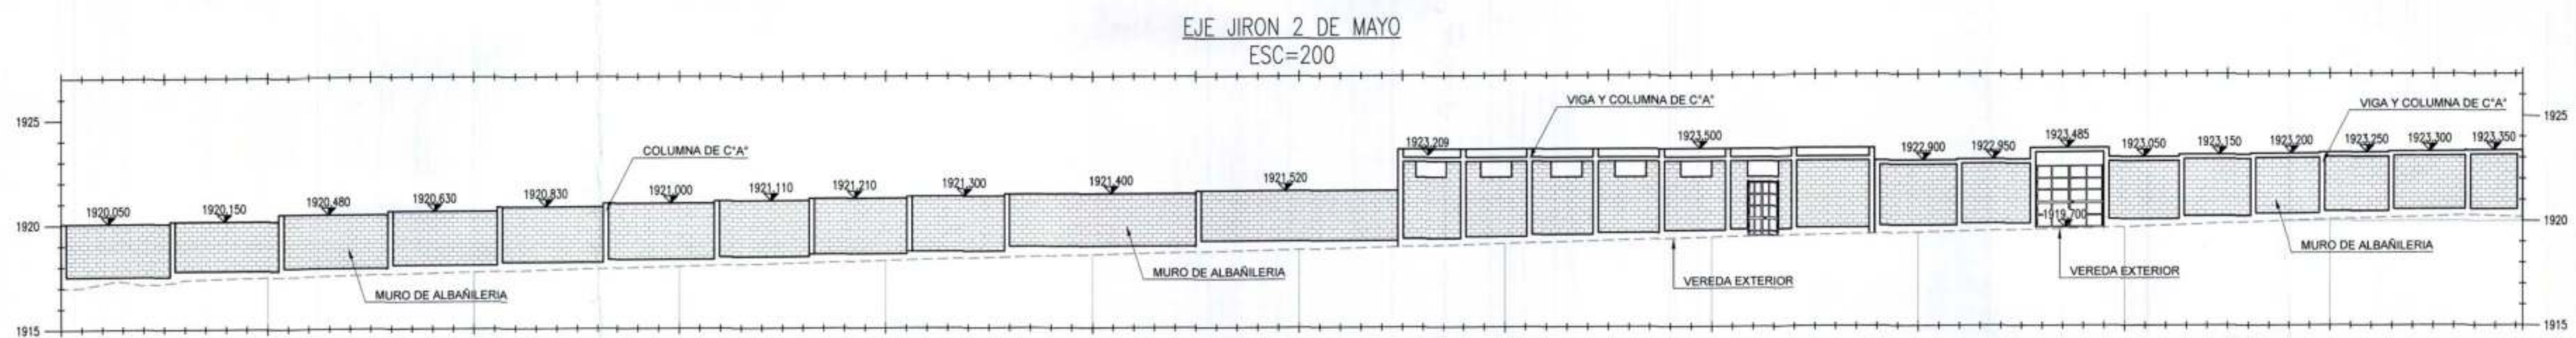 EJE JIRON 2 DE MAYO
ESC=200
VIGA Y COLUMNA DE C"A"
VIGA Y COLUMNA DE C"A"
1925
1925
COLUMNA DE C"A"
1923.209
1923.500
1922.900
1922.950
1923.485
1923.050
1923.150
1923.200
1923.250
1923.300
1923.350
1920.050
1920.150
1920.480
1920.630
1920.830
1921.000
1921.110
1921.210
1921.300
1921.400
1921.520
1920
1919.700
1920
MURO DE ALBAÑILERIA
MURO DE ALBAÑILERIA
VEREDA EXTERIOR
VEREDA EXTERIOR
MURO DE ALBAÑILERIA
1915
1915